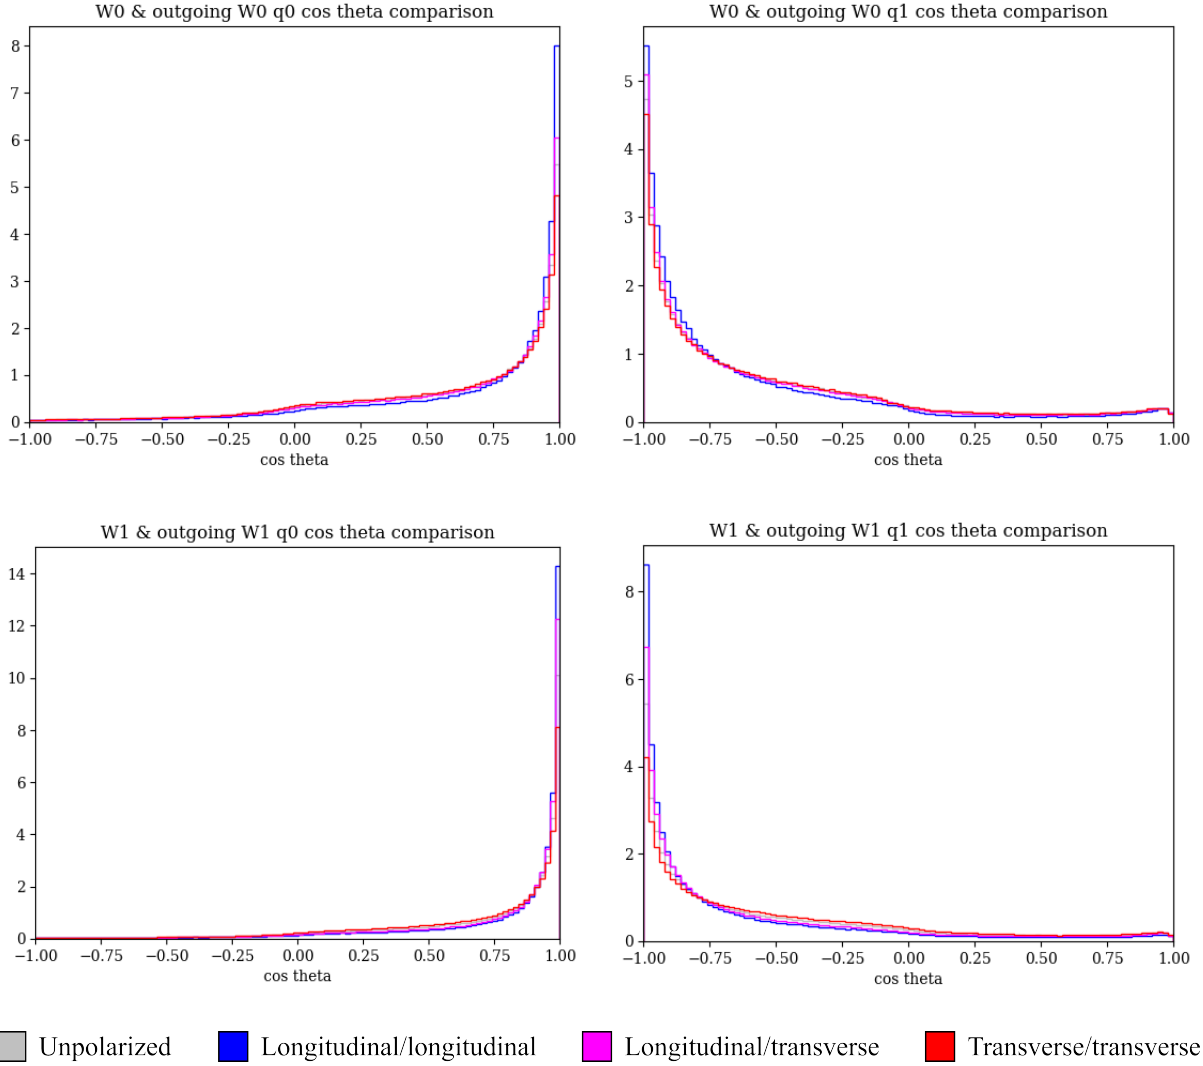 W0 & outgoing W0 q0 cos theta comparison
8
7
6
5
4
3
2
1
0
−1.00 −0.75 −0.50 −0.25 0.00 0.25 0.50 0.75 1.00
cos theta
W0 & outgoing W0 q1 cos theta comparison
5
4
3
2
1
0
−1.00 −0.75 −0.50 −0.25 0.00 0.25 0.50 0.75 1.00
cos theta
W1 & outgoing W1 q0 cos theta comparison
14
12
10
8
6
4
2
0
−1.00 −0.75 −0.50 −0.25 0.00 0.25 0.50 0.75 1.00
cos theta
W1 & outgoing W1 q1 cos theta comparison
8
6
4
2
0
−1.00 −0.75 −0.50 −0.25 0.00 0.25 0.50 0.75 1.00
cos theta
Unpolarized Longitudinal/longitudinal Longitudinal/transverse Transverse/transverse